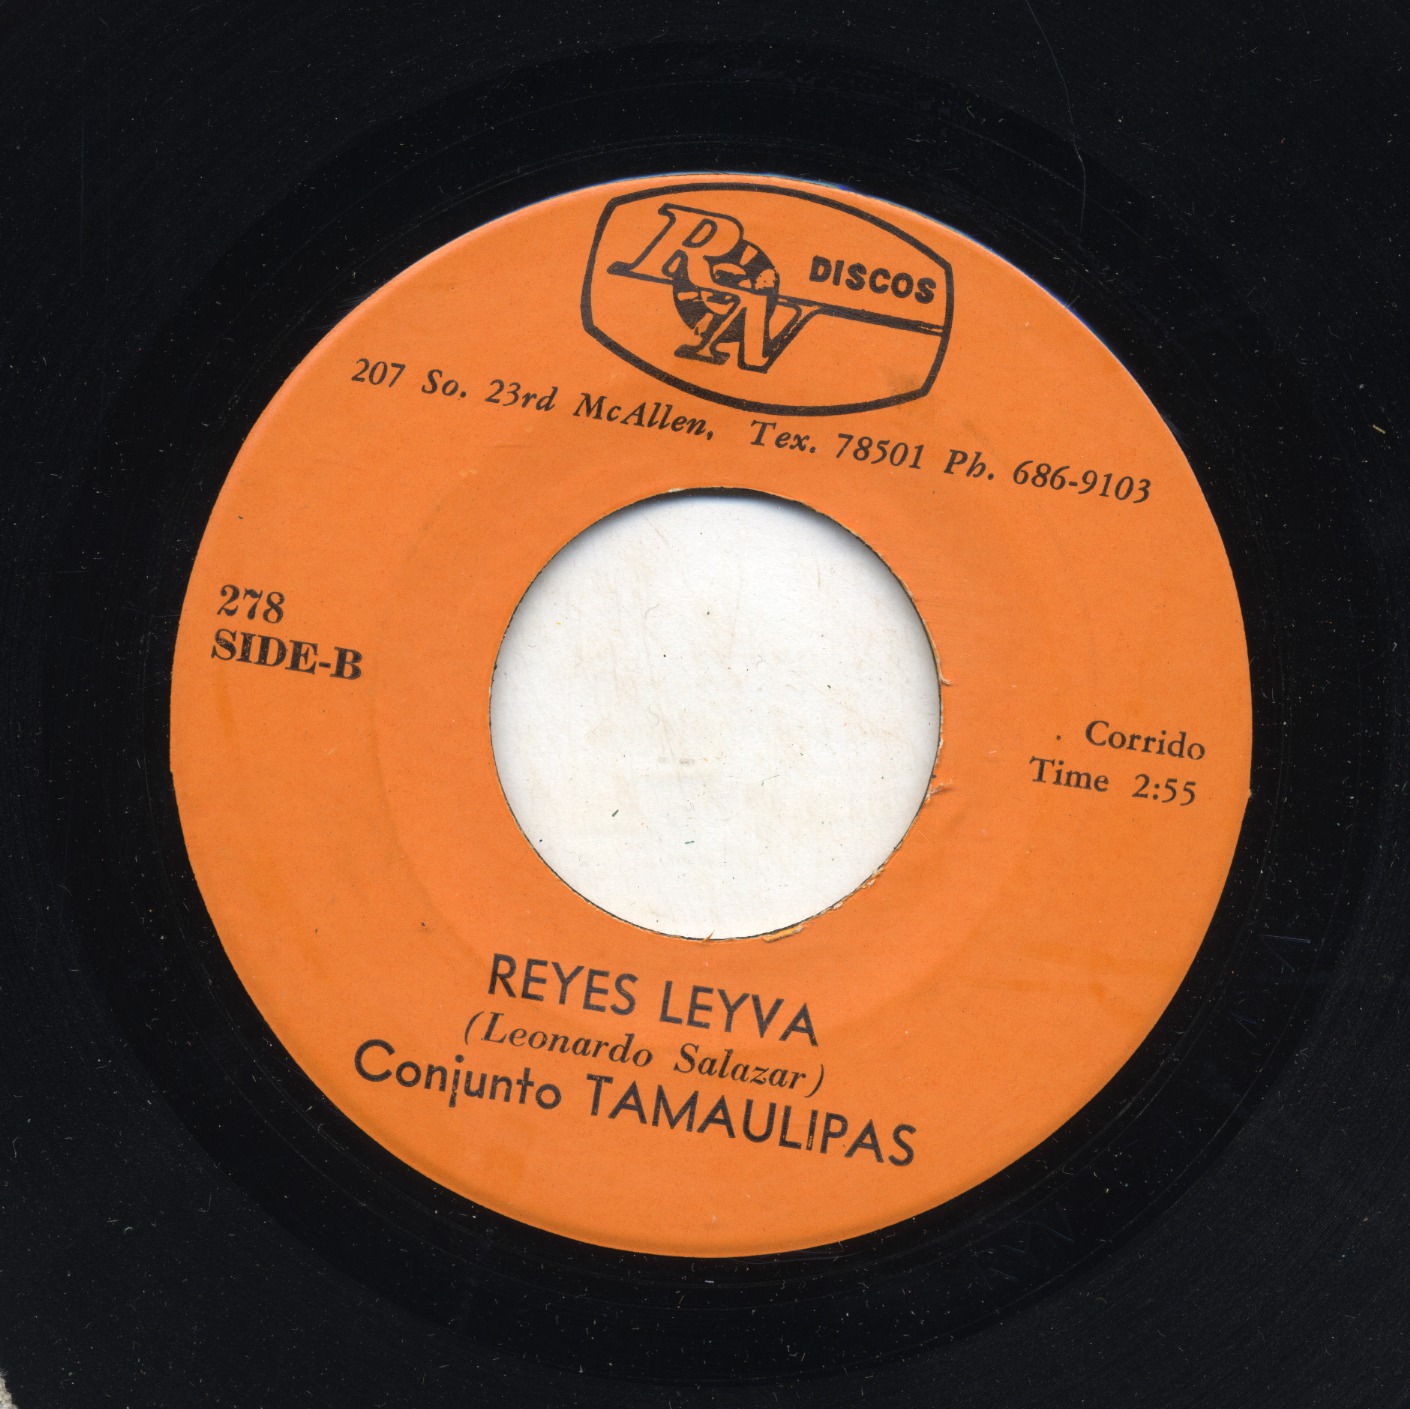 RyN DISCOS
207 So. 23rd McAllen, Tex. 78501 Ph. 686-9103
278
SIDE-B
Corrido
Time 2:55
REYES LEYVA
(Leonardo Salazar)
Conjunto TAMAULIPAS